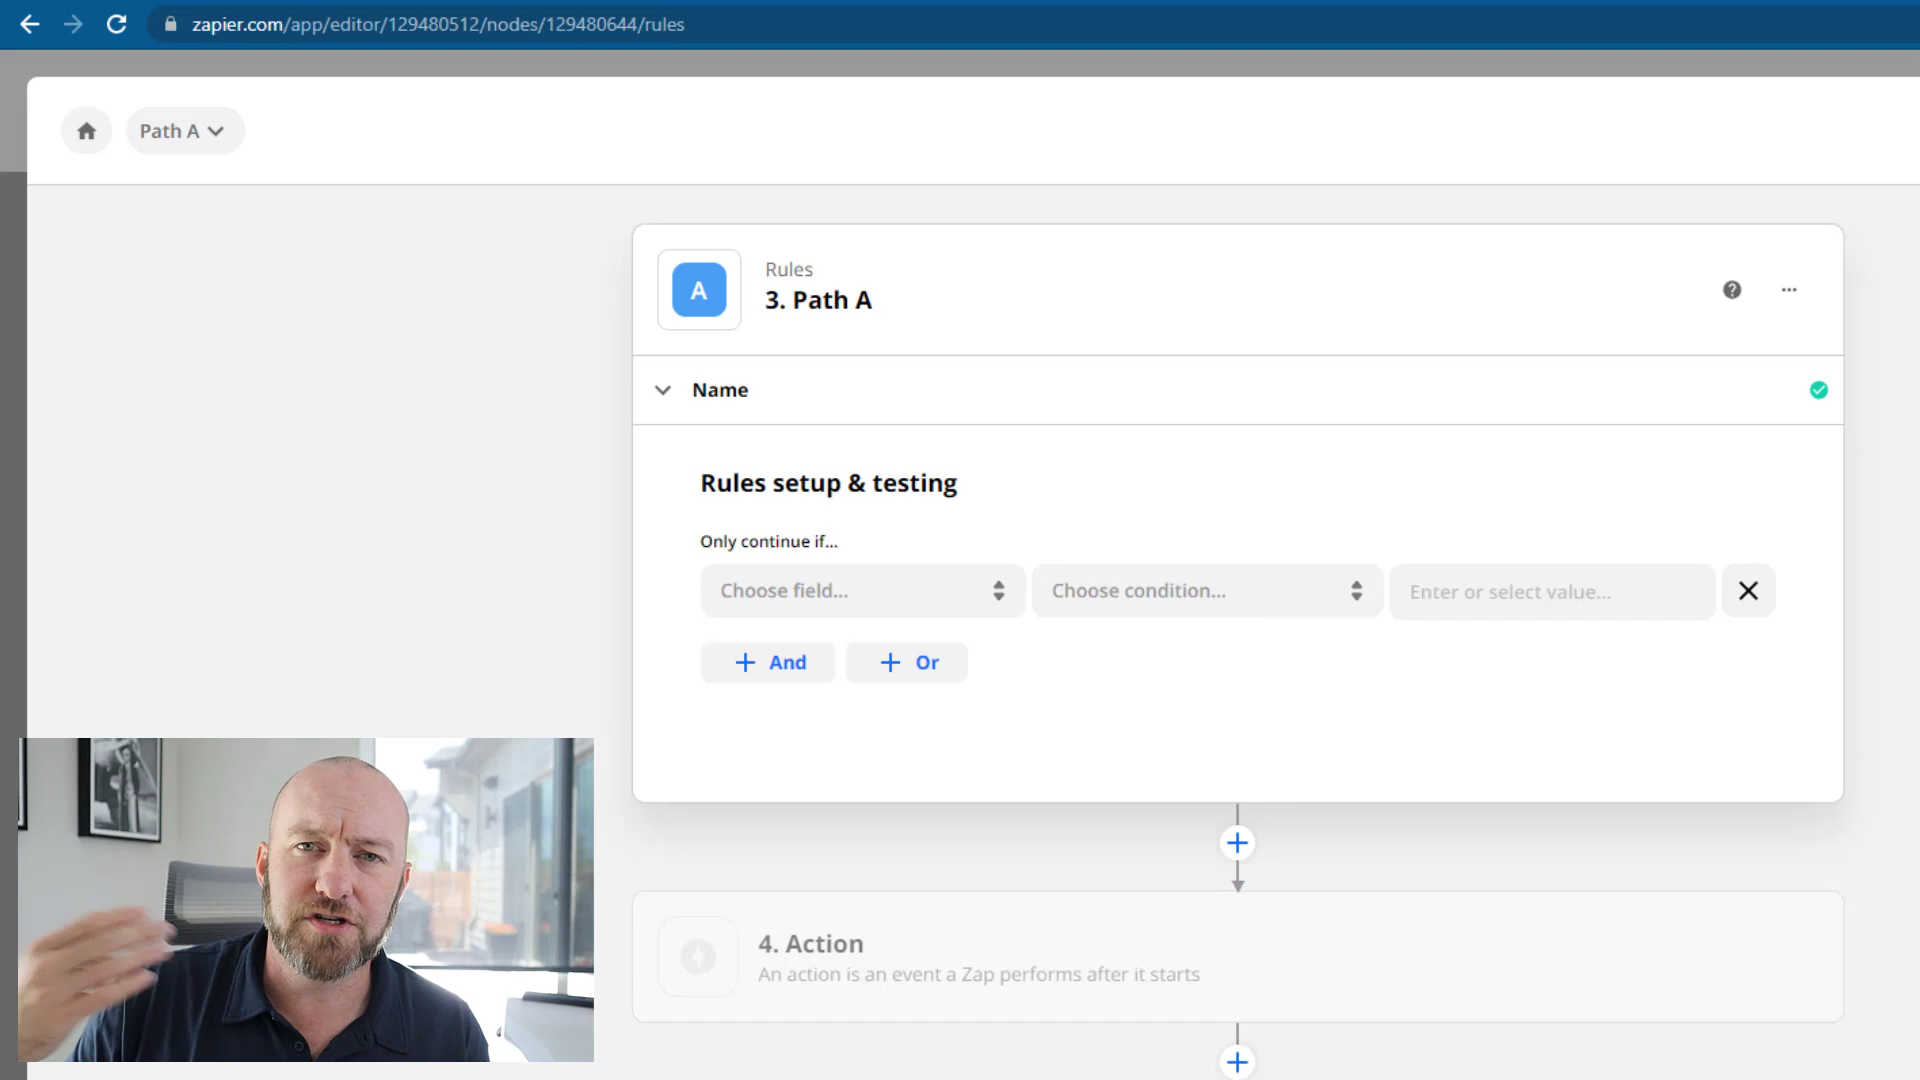 zapier.com/app/editor/129480512/nodes/129480644/rules
Path A
A
Rules
3. Path A
Name
Rules setup & testing
Only continue if...
Choose field...
Choose condition...
Enter or select value...
And
Or
4. Action
An action is an event a Zap performs after it starts